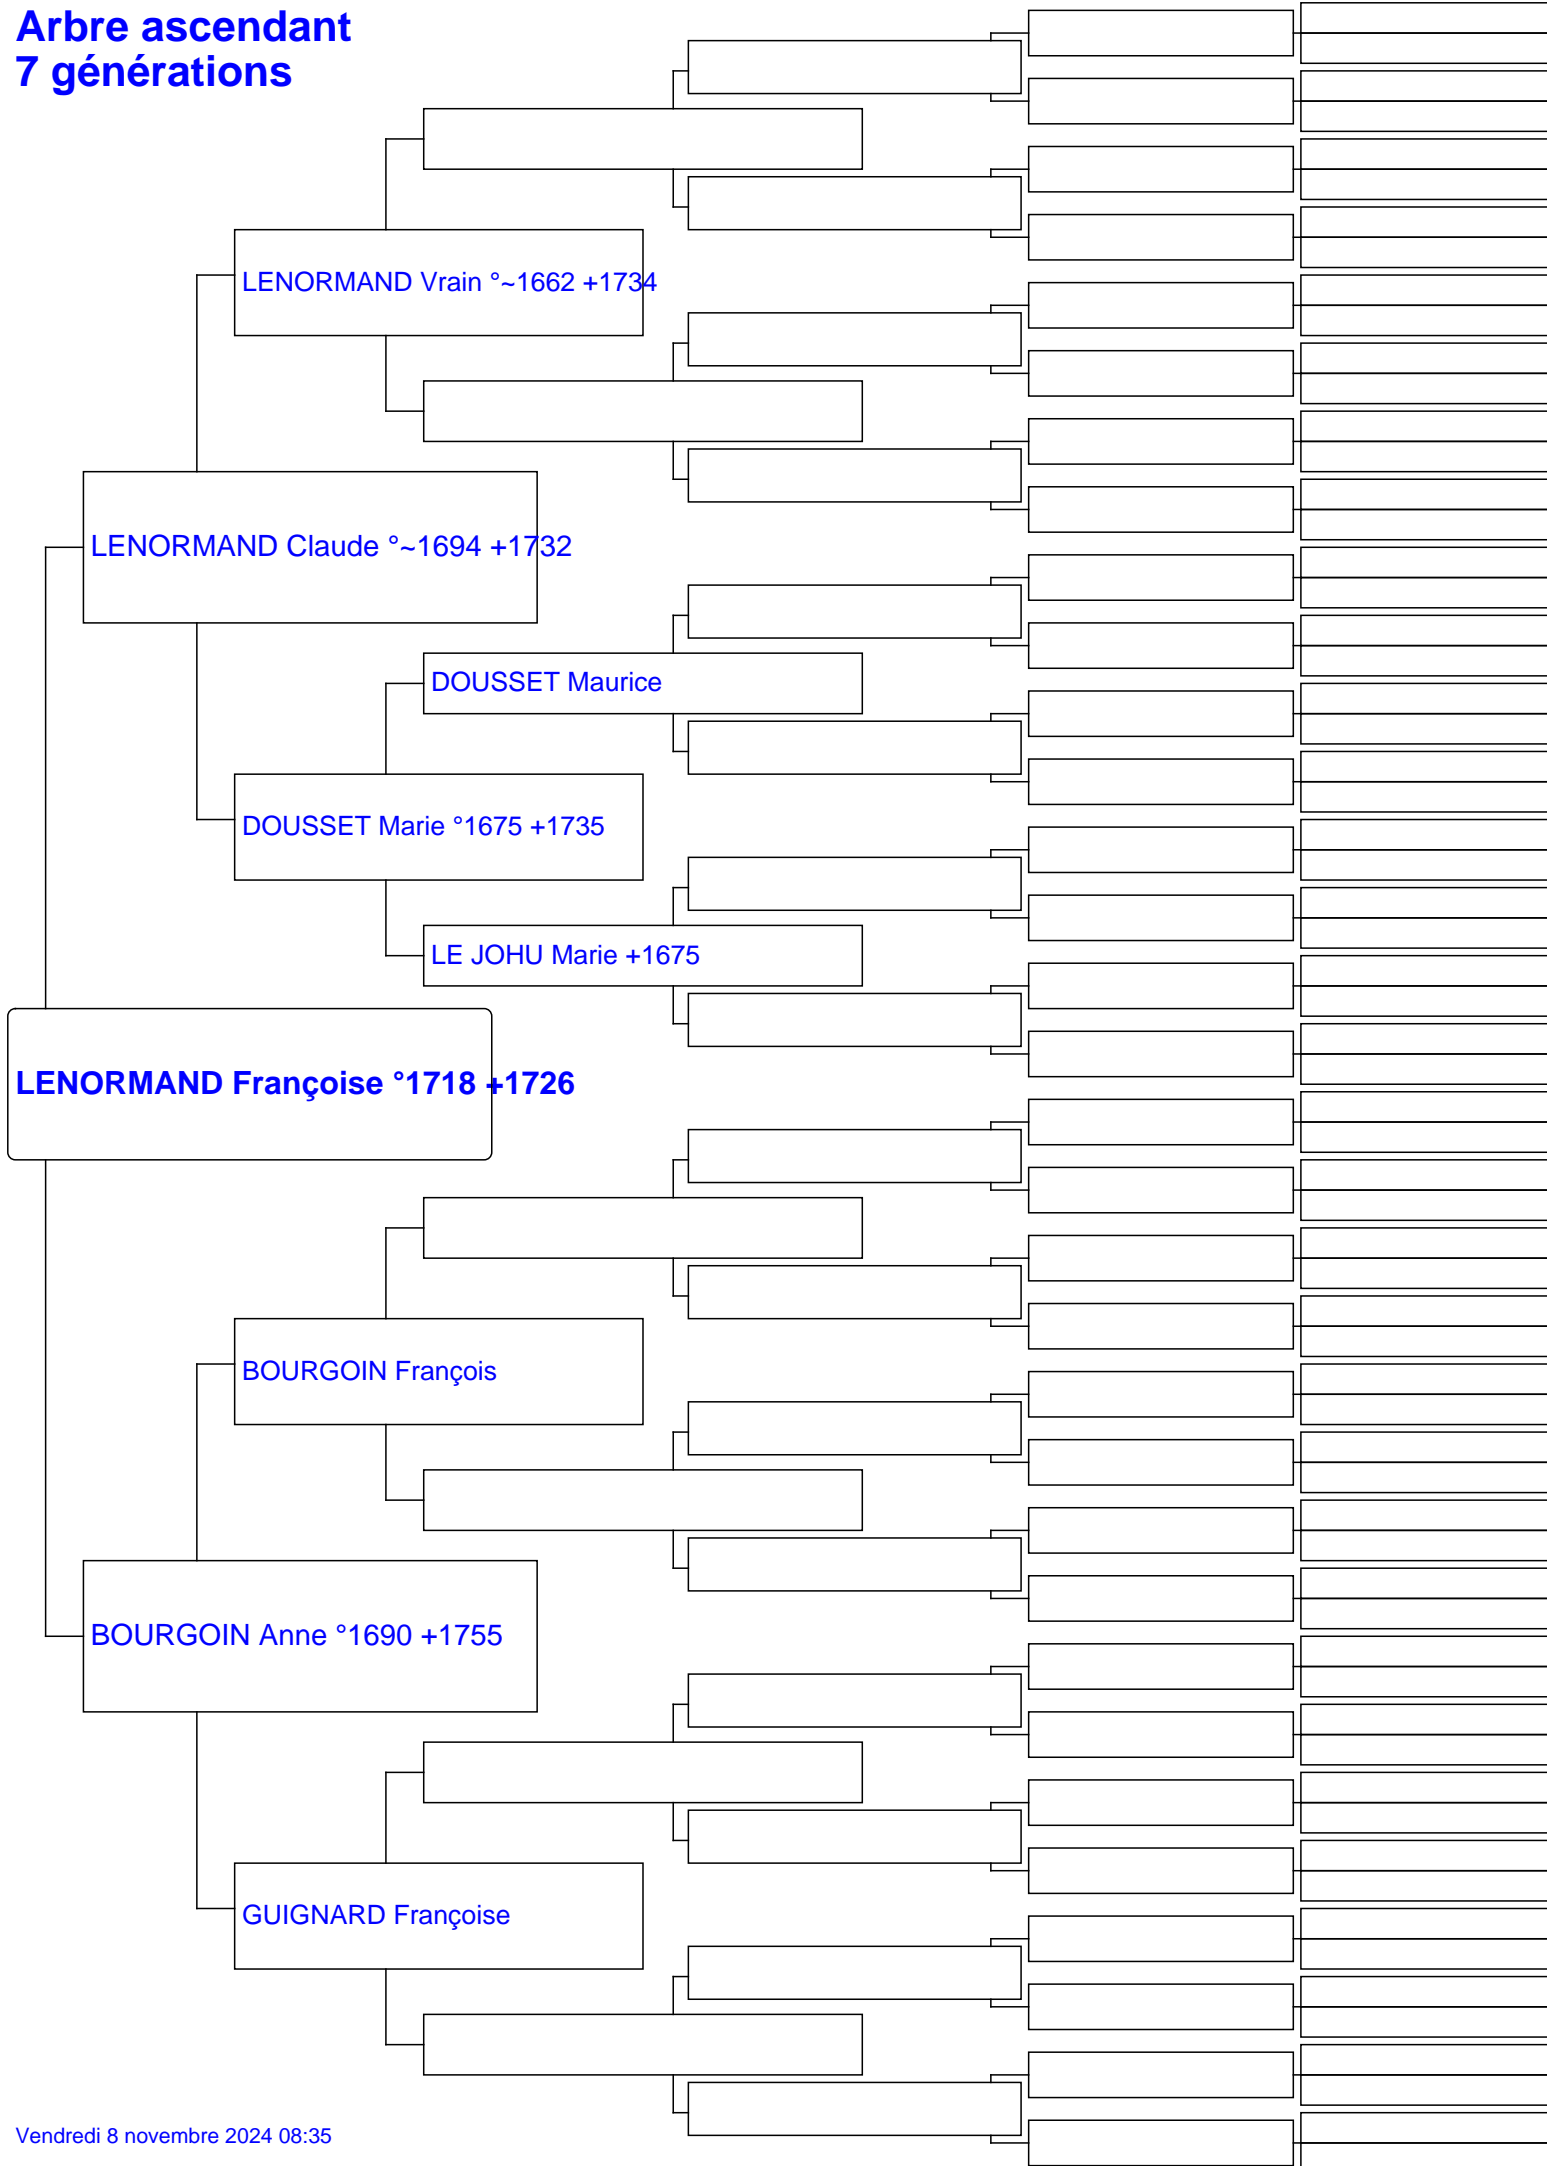 Arbre ascendant
7 générations
LENORMAND Vrain °~1662 +1734
LENORMAND Claude °~1694 +1732
DOUSSET Maurice
DOUSSET Marie °1675 +1735
LE JOHU Marie +1675
LENORMAND Françoise °1718 +1726
BOURGOIN François
BOURGOIN Anne °1690 +1755
GUIGNARD Françoise
Vendredi 8 novembre 2024 08:35